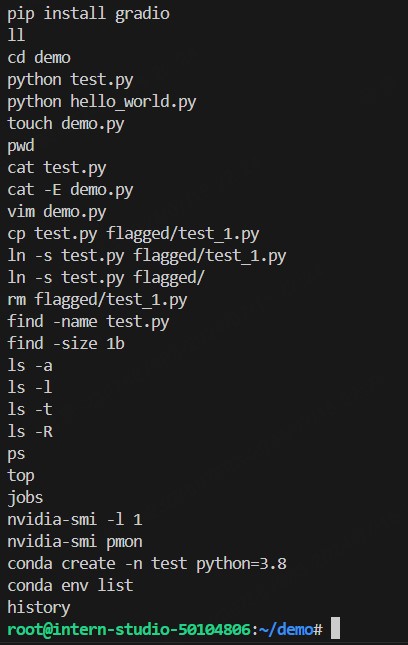 pip install gradio
ll
cd demo
python test.py
python hello_world.py
touch demo.py
pwd
cat test.py
cat -E demo.py
vim demo.py
cp test.py flagged/test_1.py
ln -s test.py flagged/test_1.py
ln -s test.py flagged/
rm flagged/test_1.py
find -name test.py
find -size 1b
ls -a
ls -l
ls -t
ls -R
ps
top
jobs
nvidia-smi -l 1
nvidia-smi pmon
conda create -n test python=3.8
conda env list
history
root@intern-studio-50104806:~/demo#